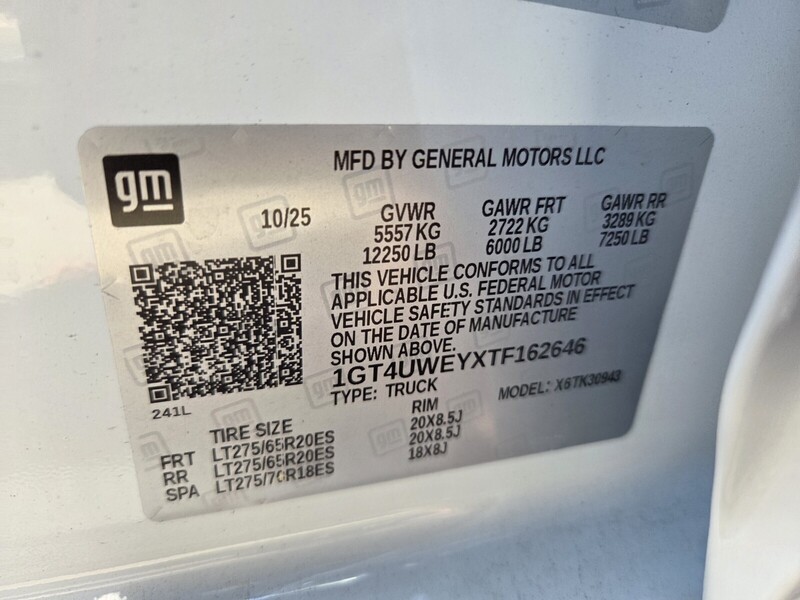 gm
MFD BY GENERAL MOTORS LLC
10/25
GVWR GAWR FRT GAWR RR
5557 KG 2722 KG 3289 KG
12250 LB 6000 LB 7250 LB
THIS VEHICLE CONFORMS TO ALL
APPLICABLE U.S. FEDERAL MOTOR
VEHICLE SAFETY STANDARDS IN EFFECT
ON THE DATE OF MANUFACTURE
SHOWN ABOVE.
1GT4UWEYXTF162646
TYPE: TRUCK MODEL: X6TK30943
241L
TIRE SIZE RIM
FRT LT275/65R20ES 20X8.5J
RR LT275/65R20ES 20X8.5J
SPA LT275/70R18ES 18X8J